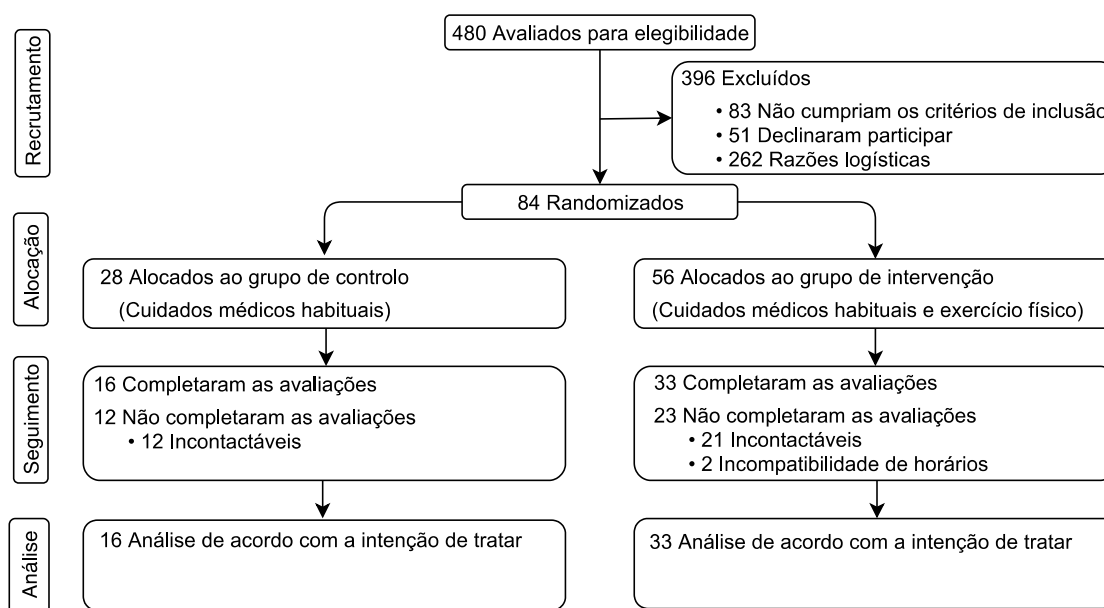 480 Avaliados para elegibilidade
Recrutamento
396 Excluídos
• 83 Não cumpriam os critérios de inclusão
• 51 Declinaram participar
• 262 Razões logísticas
84 Randomizados
Alocação
28 Alocados ao grupo de controlo
(Cuidados médicos habituais)
56 Alocados ao grupo de intervenção
(Cuidados médicos habituais e exercício físico)
Seguimento
16 Completaram as avaliações
12 Não completaram as avaliações
• 12 Incontactáveis
33 Completaram as avaliações
23 Não completaram as avaliações
• 21 Incontactáveis
• 2 Incompatibilidade de horários
Análise
16 Análise de acordo com a intenção de tratar
33 Análise de acordo com a intenção de tratar